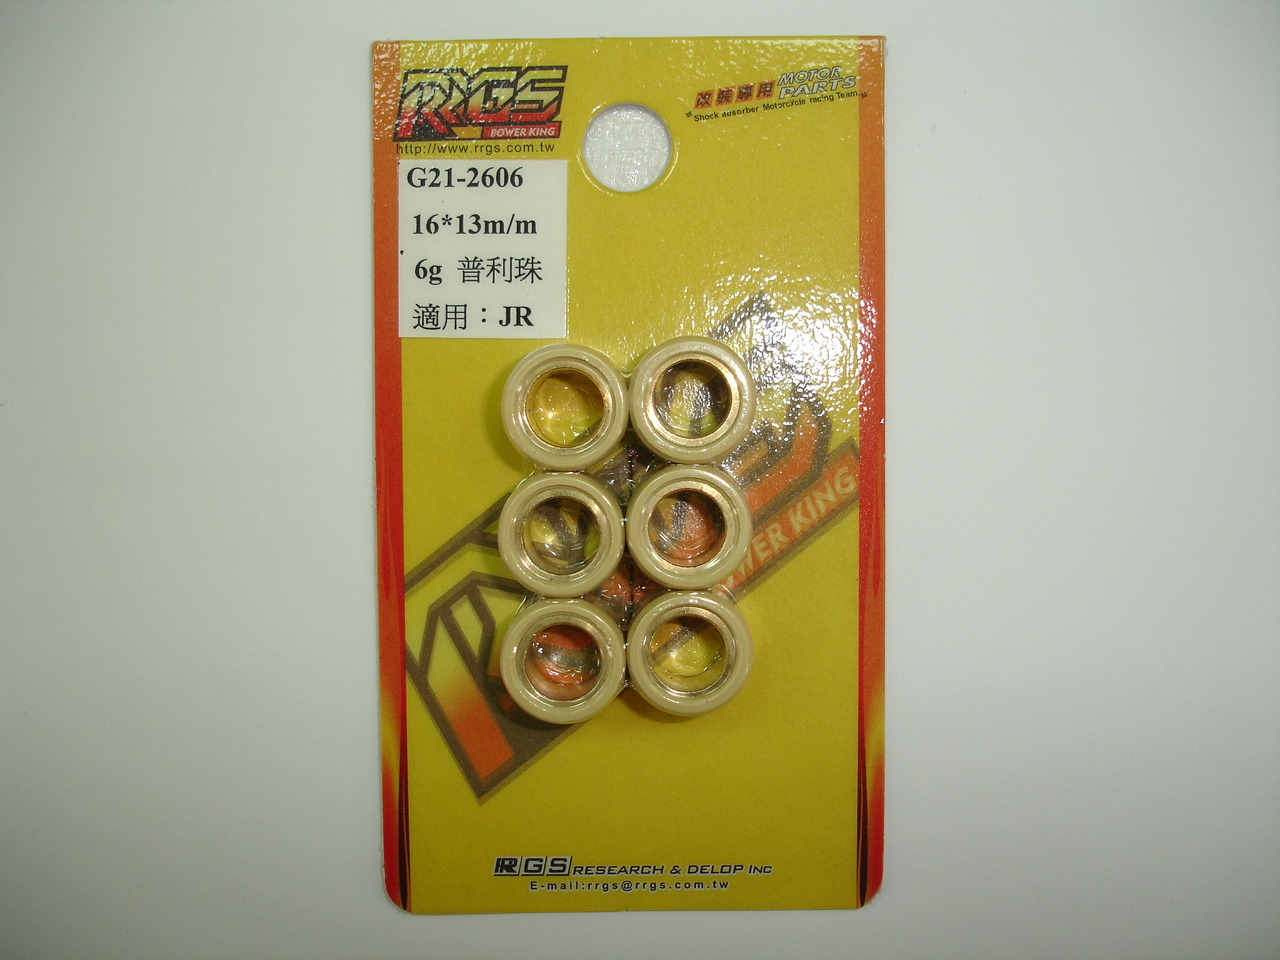 RRGS
POWER KING
http://www.rrgs.com.tw
改裝專用 MOTOR PARTS
Shock absorber Motorcycle racing Team
G21-2606
16*13m/m
6g 普利珠
適用：JR
POWER KING
RRGS RESEARCH & DELOP INC
E-mail:rrgs@rrgs.com.tw